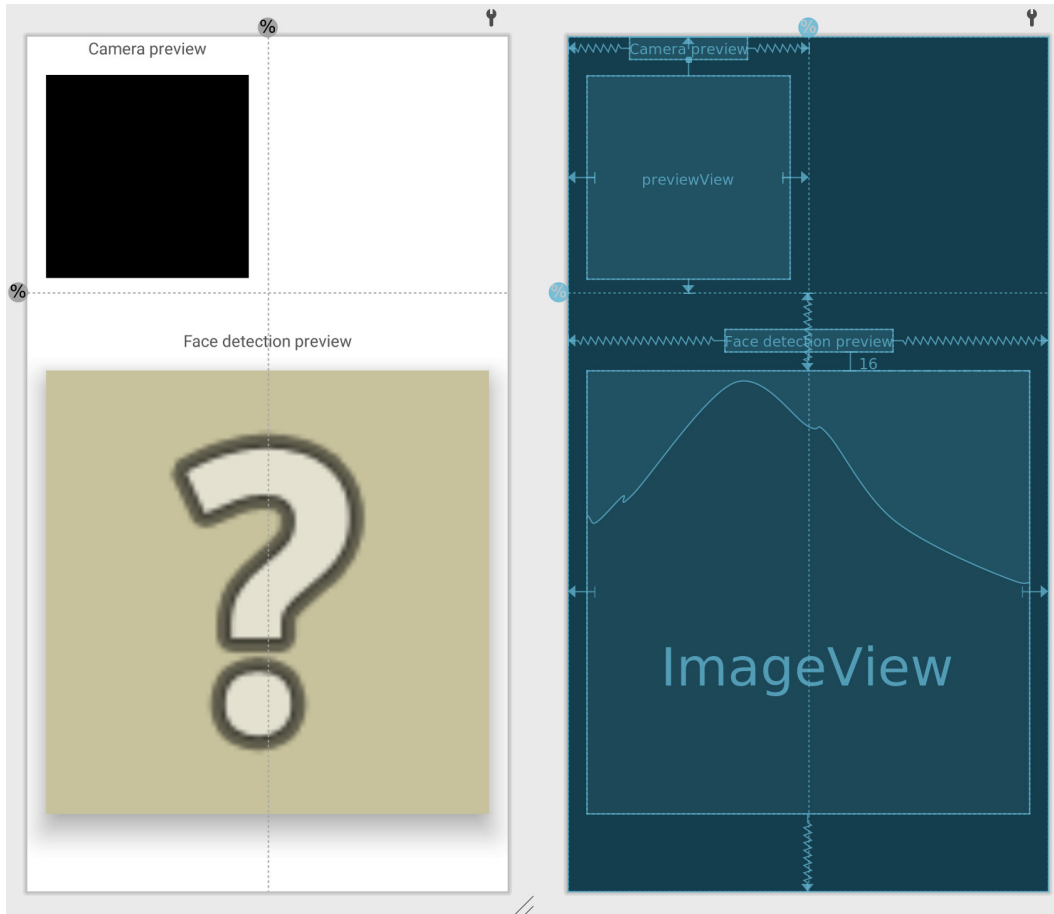 %
Camera preview
%
Face detection preview
?
%
Camera preview
previewView
%
Face detection preview
16
ImageView